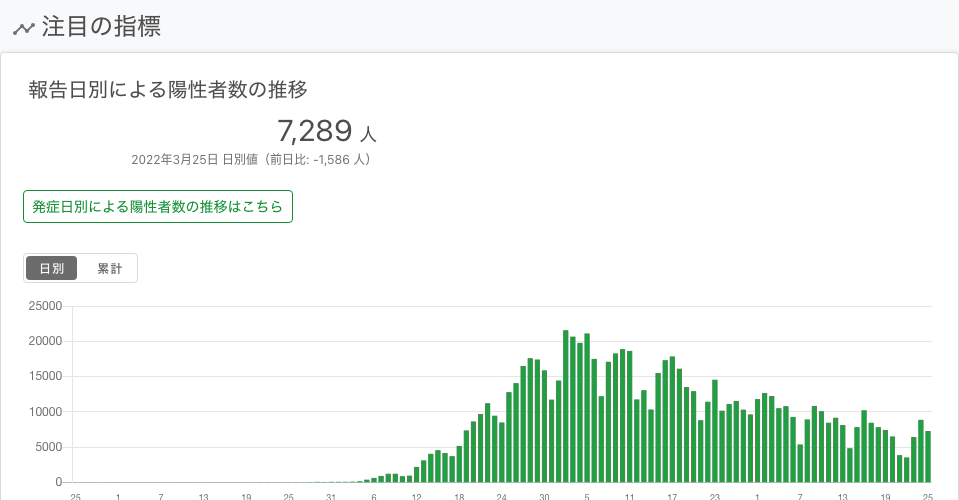 注目の指標
報告日別による陽性者数の推移
7,289 人
2022年3月25日 日別値（前日比: -1,586 人）
発症日別による陽性者数の推移はこちら
日別 累計
25000
20000
15000
10000
5000
0
25 1 7 13 19 25 31 6 12 18 24 30 5 11 17 23 1 7 13 19 25